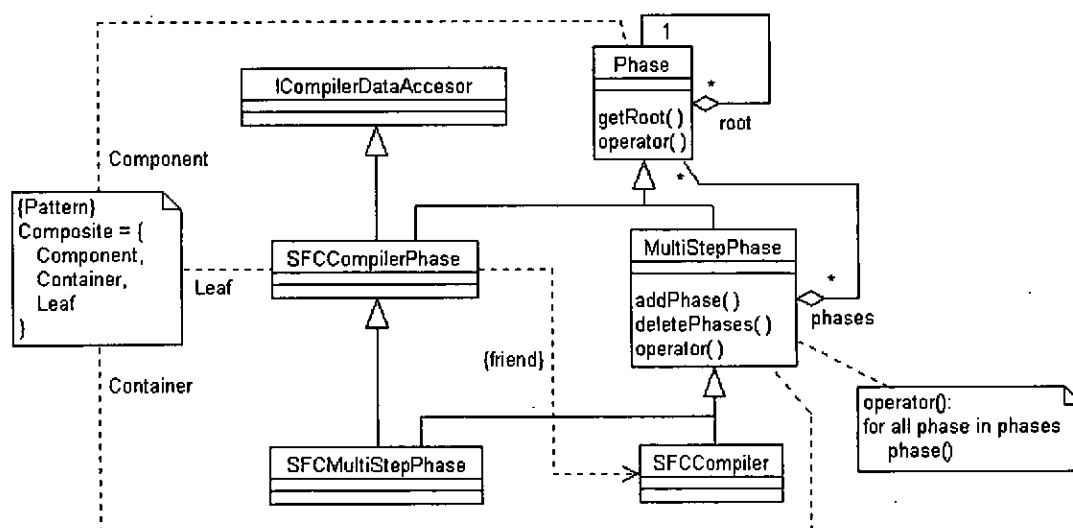 1
Phase
*
getRoot()
operator()
root
ICompilerDataAccesor
Component
*
{Pattern}
Composite = {
Component,
Container,
Leaf
}
Leaf
SFCCompilerPhase
MultiStepPhase
addPhase()
deletePhases()
operator()
*
phases
{friend}
Container
operator():
for all phase in phases
phase()
SFCMultiStepPhase
SFCCompiler